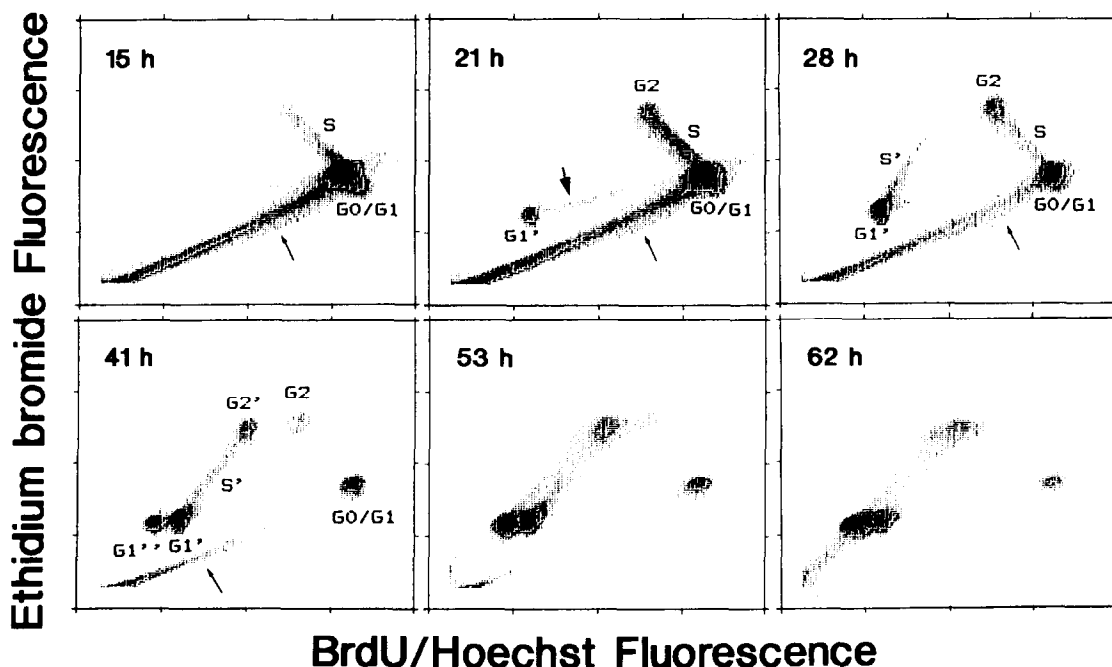 Ethidium bromide Fluorescence
15 h
S
G0/G1
21 h
G2
S
G0/G1
G1'
28 h
G2
S
S'
G0/G1
G1'
41 h
G2'
G2
S'
G0/G1
G1''
G1'
53 h
62 h
BrdU/Hoechst Fluorescence